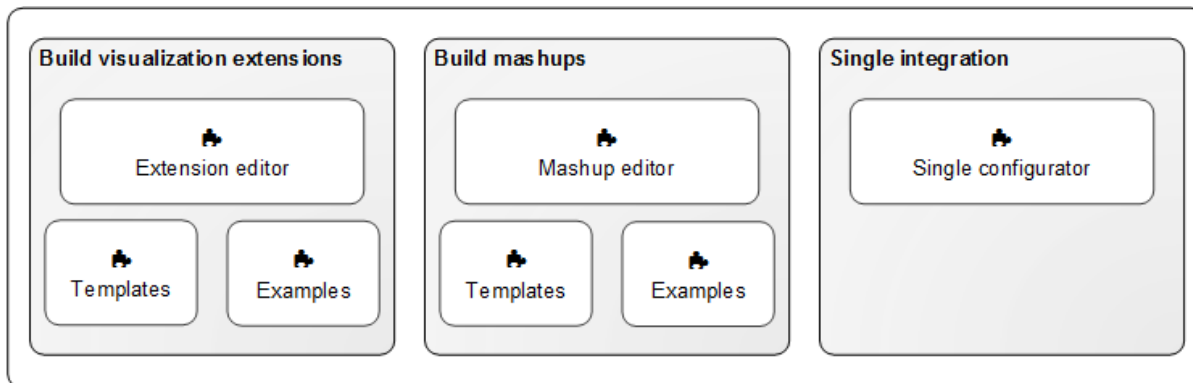 Build visualization extensions
Extension editor
Templates
Examples
Build mashups
Mashup editor
Templates
Examples
Single integration
Single configurator